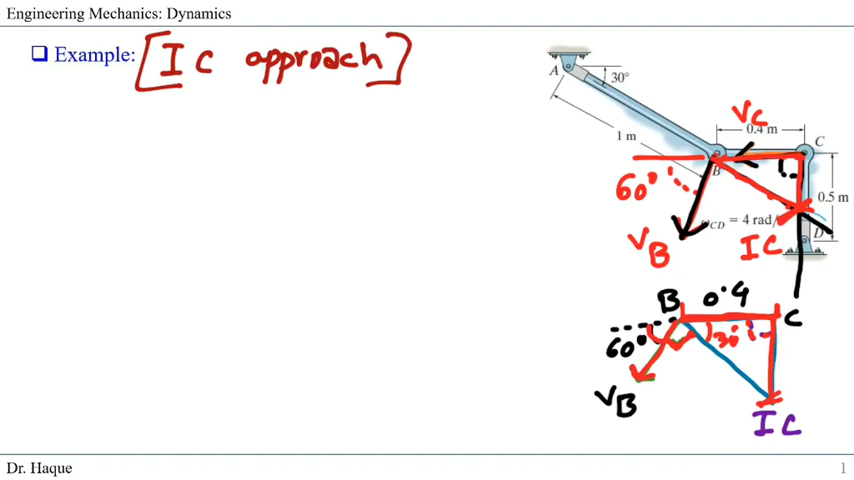 Engineering Mechanics: Dynamics
❑ Example: [IC approach]
A
30°
1 m
VC
0.4 m
C
B
60°
0.5 m
CD = 4 rad/
D
VB
IC
B 0.4 C
60° 30°
VB
IC
Dr. Haque 1